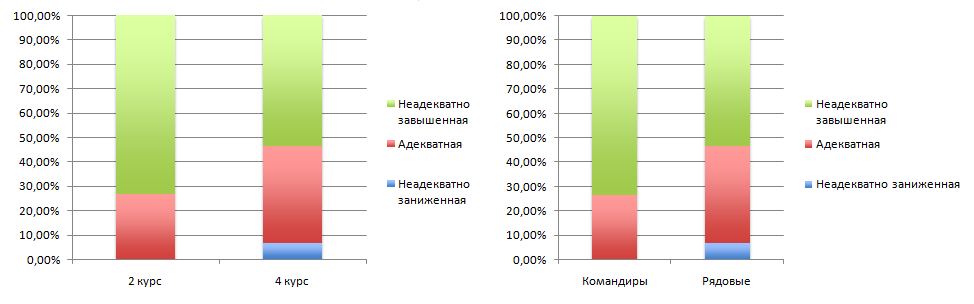 100,00%
90,00%
80,00%
70,00%
60,00%
50,00%
40,00%
30,00%
20,00%
10,00%
0,00%
2 курс
4 курс
Неадекватно
завышенная
Адекватная
Неадекватно
заниженная
100,00%
90,00%
80,00%
70,00%
60,00%
50,00%
40,00%
30,00%
20,00%
10,00%
0,00%
Командиры
Рядовые
Неадекватно
завышенная
Адекватная
Неадекватно заниженная